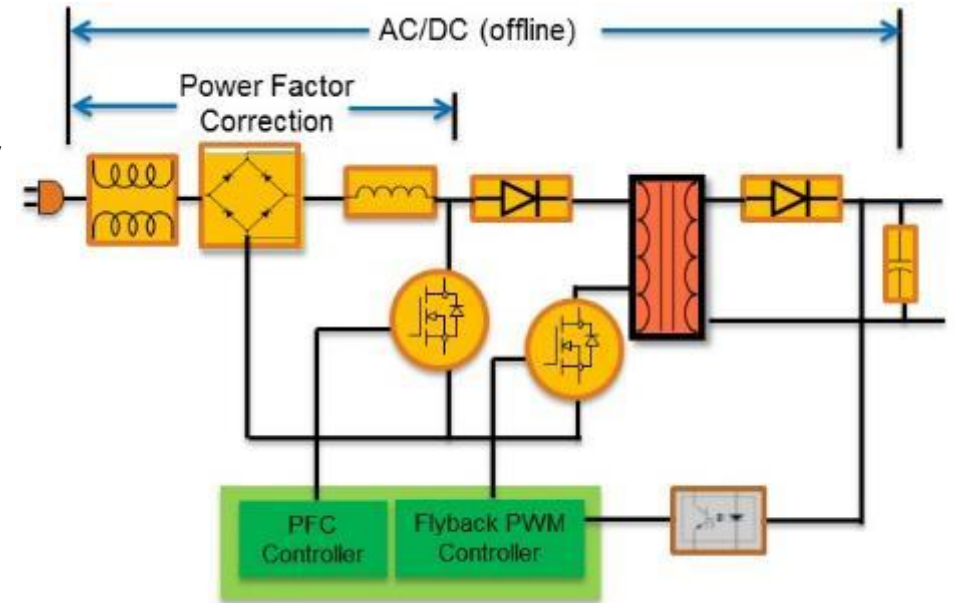 AC/DC (offline)
Power Factor
Correction
PFC
Controller
Flyback PWM
Controller